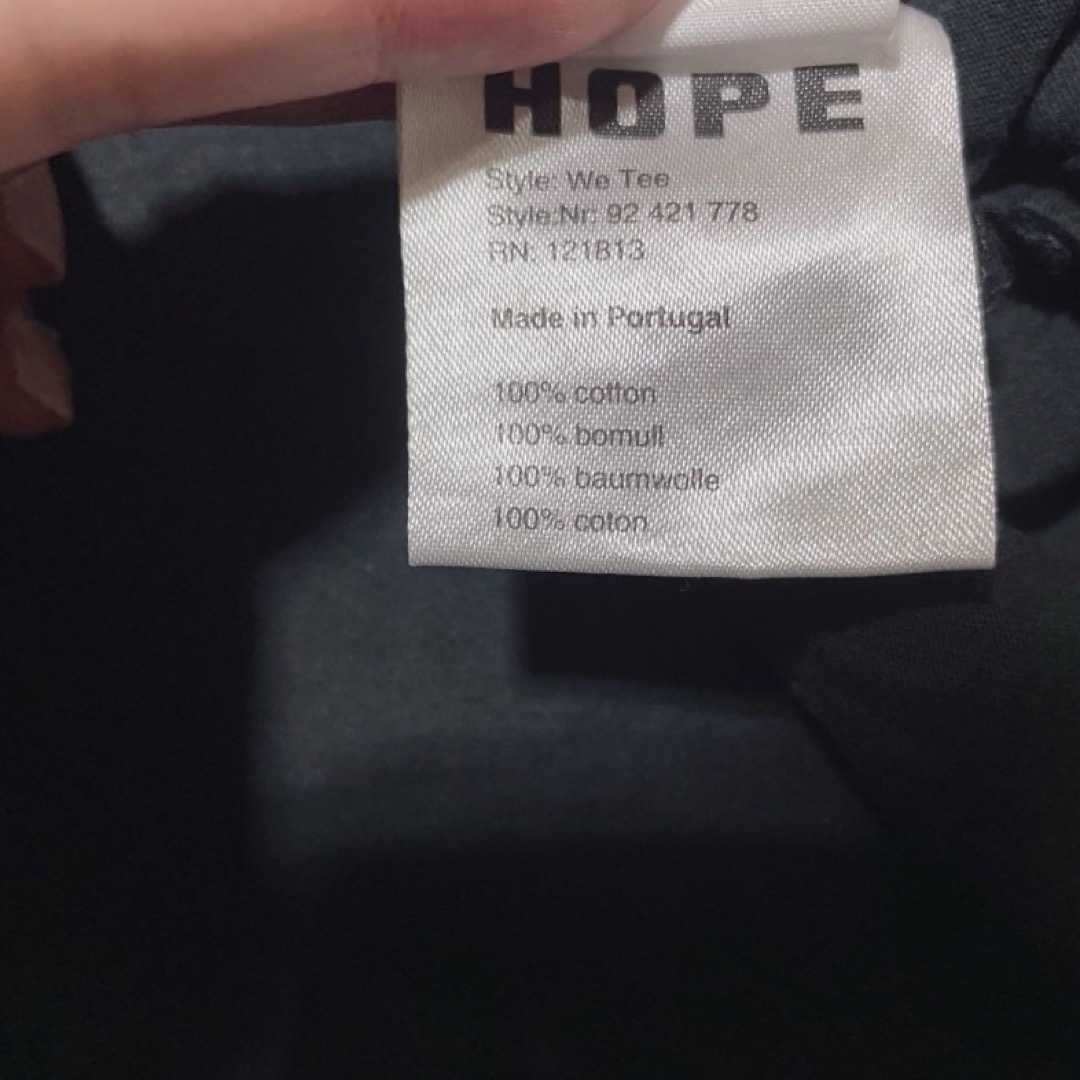 HOPE
Style: We Tee
Style.Nr: 92 421 778
RN: 121813
Made in Portugal
100% cotton
100% bomull
100% baumwolle
100% coton